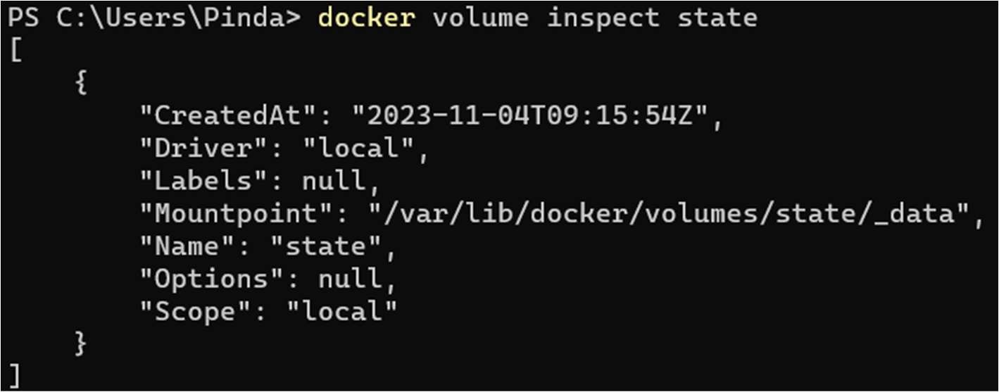 PS C:\Users\Pinda> docker volume inspect state
[
    {
        "CreatedAt": "2023-11-04T09:15:54Z",
        "Driver": "local",
        "Labels": null,
        "Mountpoint": "/var/lib/docker/volumes/state/_data",
        "Name": "state",
        "Options": null,
        "Scope": "local"
    }
]